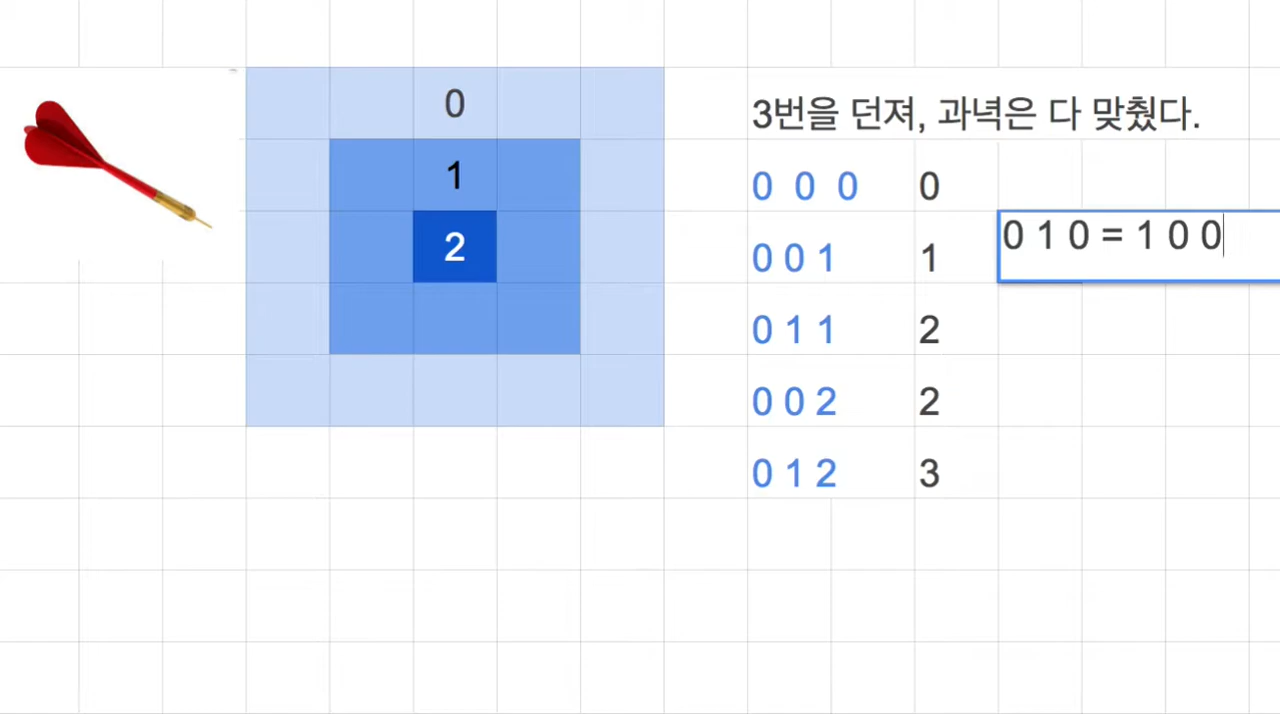 0
1
2
3번을 던져, 과녁은 다 맞췄다.
0 0 0 0
0 0 1 1
0 1 0 = 1 0 0
0 1 1 2
0 0 2 2
0 1 2 3